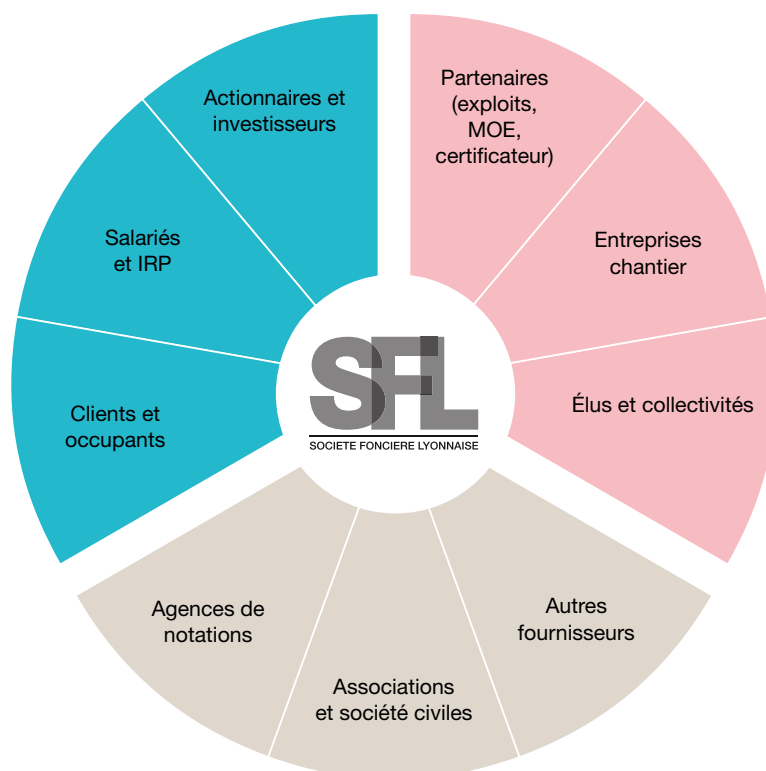 Actionnaires et
investisseurs
Partenaires
(exploits,
MOE,
certificateur)
Salariés
et IRP
Entreprises
chantier
Clients et
occupants
SFL
SOCIETE FONCIERE LYONNAISE
Élus et collectivités
Agences de
notations
Associations
et société civiles
Autres
fournisseurs